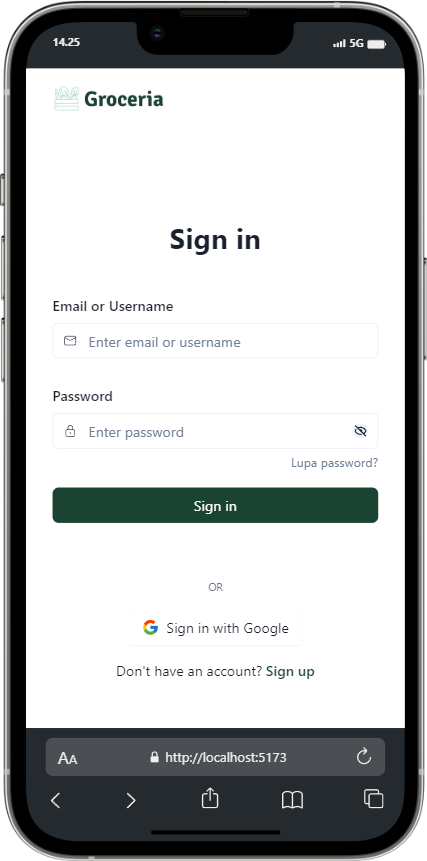 14.25
5G
Groceria
Sign in
Email or Username
Enter email or username
Password
Enter password
Lupa password?
Sign in
OR
Sign in with Google
Don't have an account? Sign up
AA http://localhost:5173